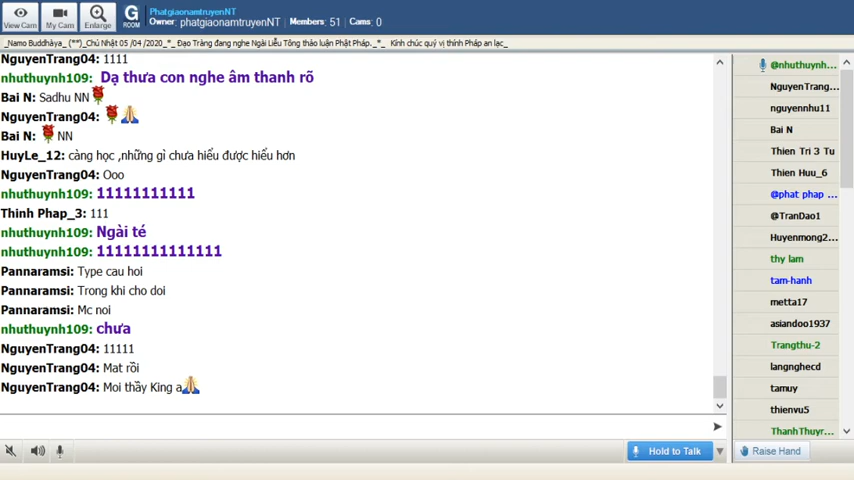 View Cam
My Cam
Enlarge
G
ROOM
PhatgiaonamtruyenNT
Owner: phatgiaonamtruyenNT Members: 51 Cams: 0
_Namo Buddhàya_ (**)_Chủ Nhật 05 /04 /2020_*_ Đạo Tràng đang nghe Ngài Liễu Tông thảo luận Phật Pháp._*_ Kính chúc quý vị thính Pháp an lạc_
NguyenTrang04: 1111
nhuthuynh109: Dạ thưa con nghe âm thanh rõ
Bai N: Sadhu NN
NguyenTrang04:
Bai N: NN
HuyLe_12: càng học ,những gì chưa hiểu được hiểu hơn
NguyenTrang04: Ooo
nhuthuynh109: 11111111111
Thinh Phap_3: 111
nhuthuynh109: Ngài té
nhuthuynh109: 11111111111111
Pannaramsi: Type cau hoi
Pannaramsi: Trong khi cho doi
Pannaramsi: Mc noi
nhuthuynh109: chưa
NguyenTrang04: 11111
NguyenTrang04: Mat rồi
NguyenTrang04: Moi thầy King a
@nhuthuynh...
NguyenTrang...
nguyennhu11
Bai N
Thien Tri 3 Tu
Thien Huu_6
@phat phap ...
@TranDao1
Huyenmong2...
thy lam
tam-hanh
metta17
asiandoo1937
Trangthu-2
langnghecd
tamuy
thienvu5
ThanhThuyr...
Hold to Talk
Raise Hand